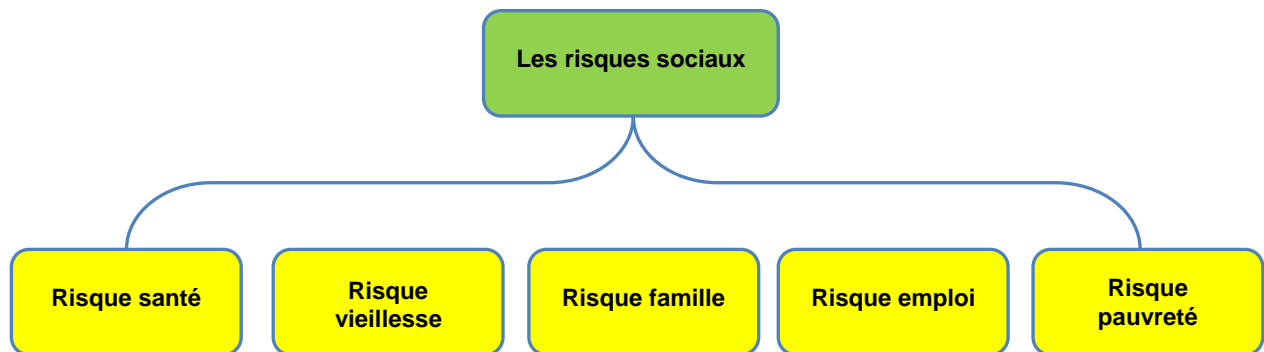 Les risques sociaux
Risque santé
Risque
vieillesse
Risque famille
Risque emploi
Risque
pauvreté